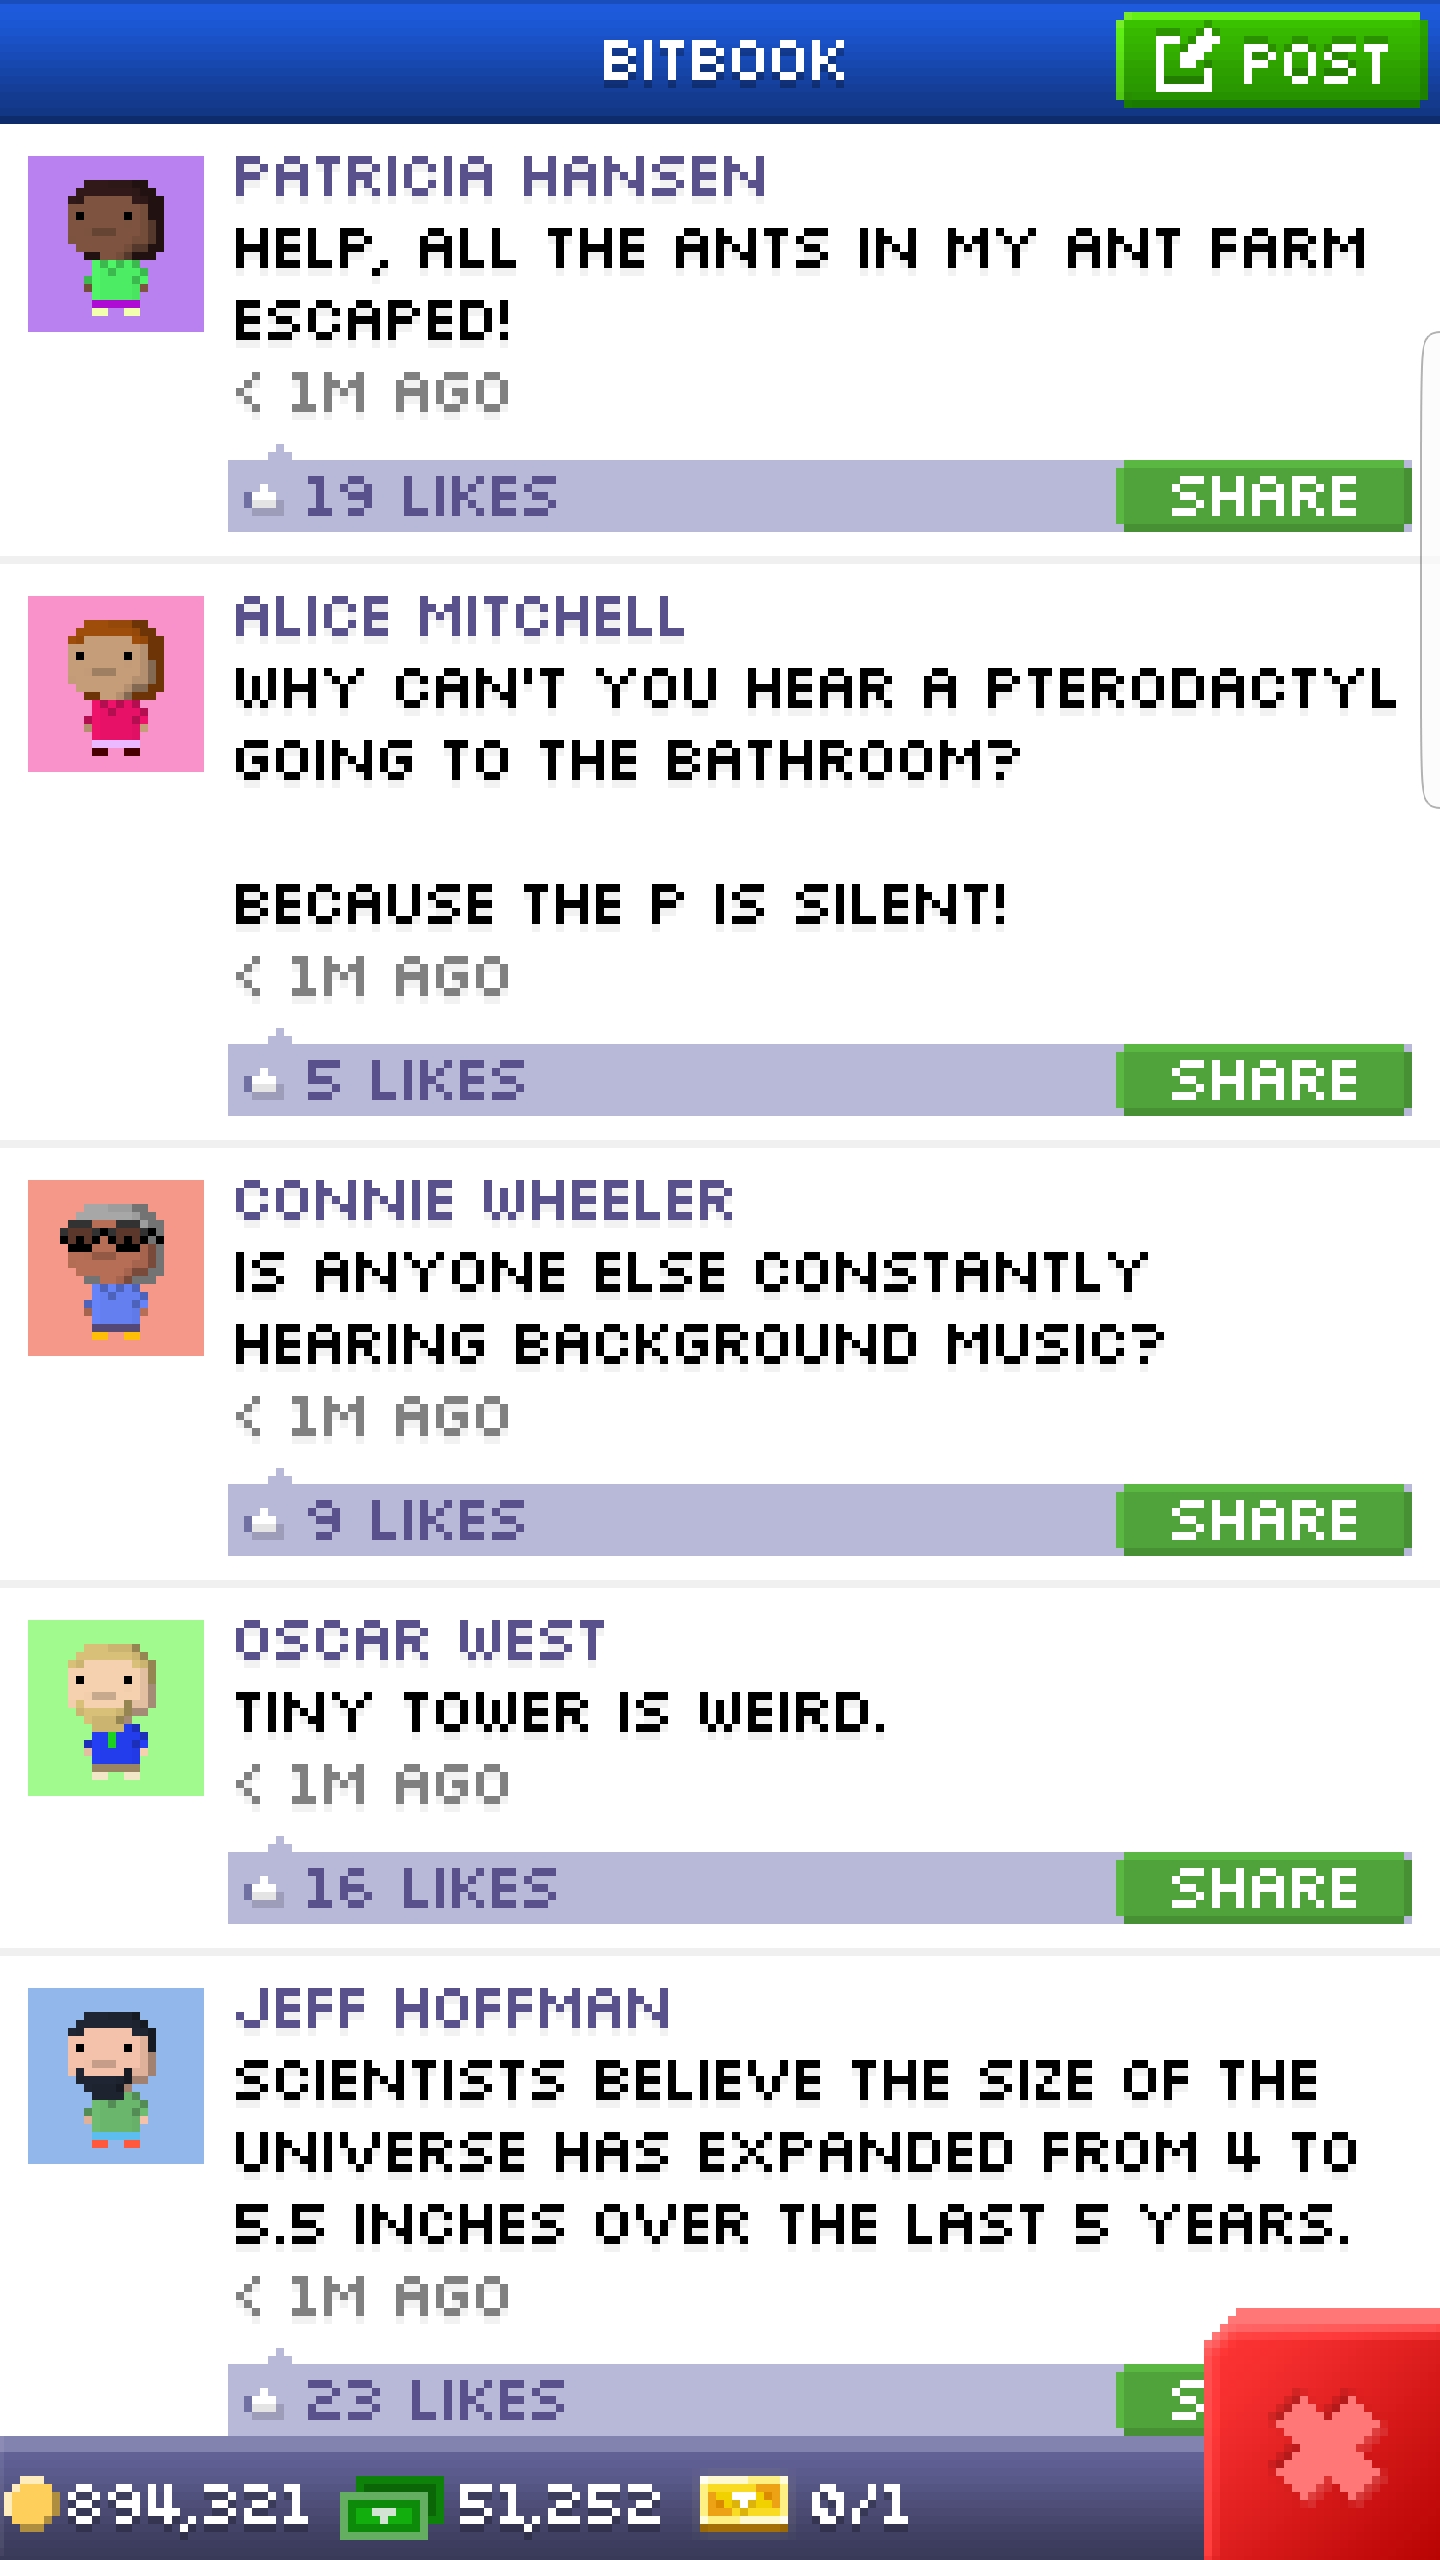 BITBOOK
POST
PATRICIA HANSEN
HELP, ALL THE ANTS IN MY ANT FARM
ESCAPED!
< 1M AGO
19 LIKES
SHARE
ALICE MITCHELL
WHY CAN'T YOU HEAR A PTERODACTYL
GOING TO THE BATHROOM?
BECAUSE THE P IS SILENT!
< 1M AGO
5 LIKES
SHARE
CONNIE WHEELER
IS ANYONE ELSE CONSTANTLY
HEARING BACKGROUND MUSIC?
< 1M AGO
9 LIKES
SHARE
OSCAR WEST
TINY TOWER IS WEIRD.
< 1M AGO
16 LIKES
SHARE
JEFF HOFFMAN
SCIENTISTS BELIEVE THE SIZE OF THE
UNIVERSE HAS EXPANDED FROM 4 TO
5.5 INCHES OVER THE LAST 5 YEARS.
< 1M AGO
23 LIKES
S
894,321
51,252
0/1